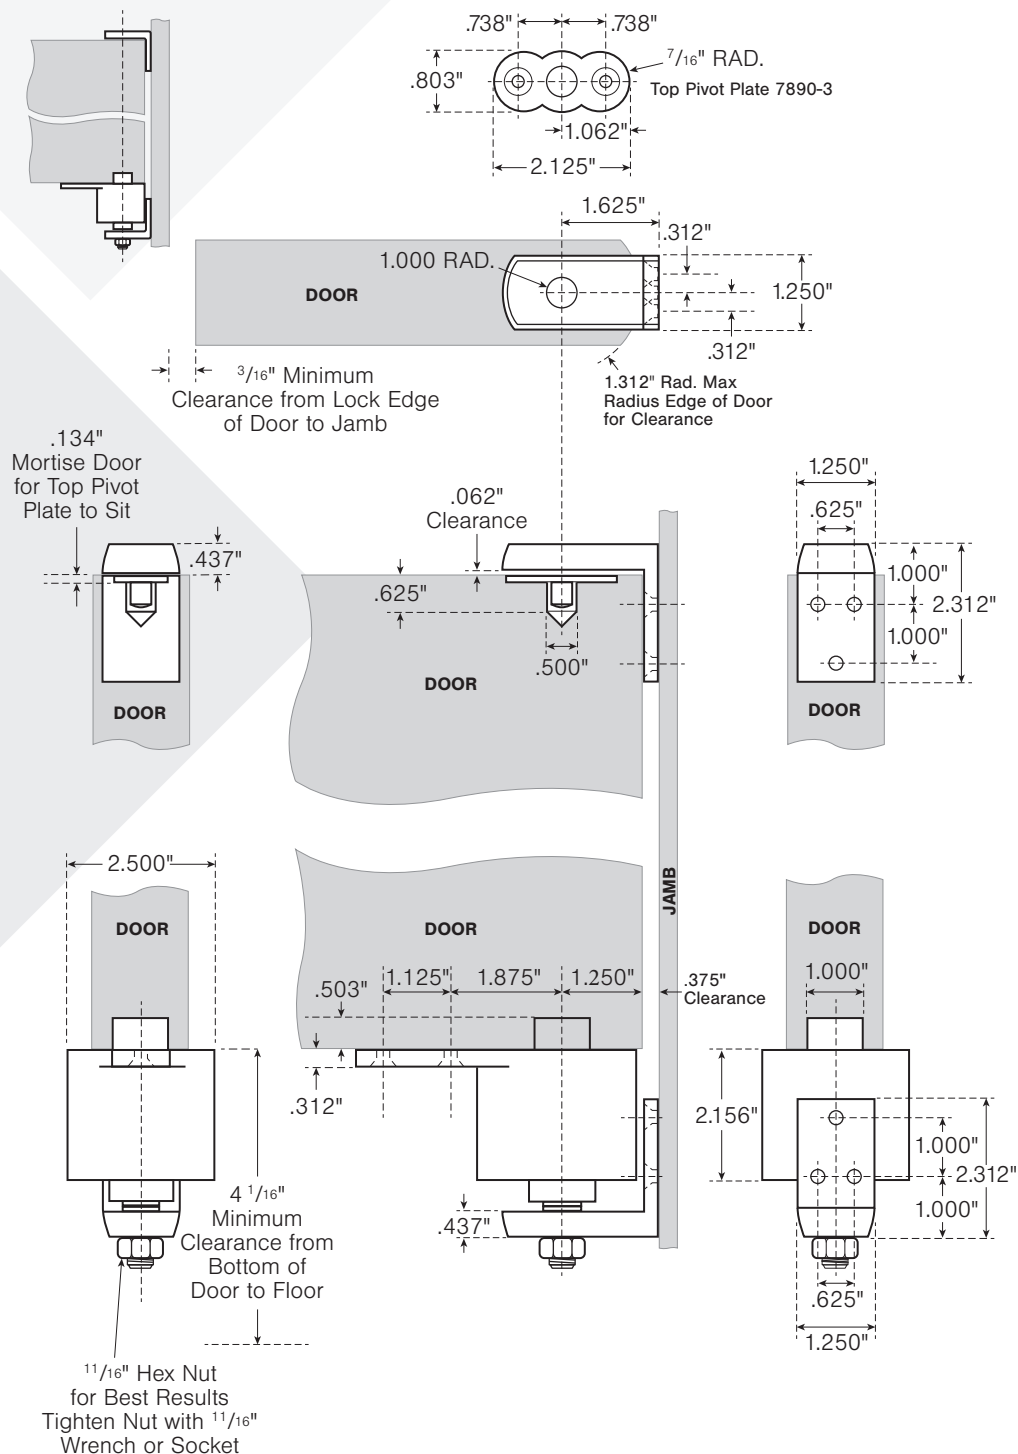 .738"
.738"
.803"
7/16" RAD.
Top Pivot Plate 7890-3
1.062"
2.125"
1.625"
.312"
1.000 RAD.
DOOR
1.250"
.312"
3/16" Minimum
Clearance from Lock Edge
of Door to Jamb
1.312" Rad. Max
Radius Edge of Door
for Clearance
.134"
Mortise Door
for Top Pivot
Plate to Sit
.437"
DOOR
.062"
Clearance
.625"
.500"
DOOR
1.250"
.625"
1.000"
2.312"
1.000"
DOOR
JAMB
2.500"
DOOR
4 1/16"
Minimum
Clearance from
Bottom of
Door to Floor
11/16" Hex Nut
for Best Results
Tighten Nut with 11/16"
Wrench or Socket
DOOR
.503"
1.125"
1.875"
1.250"
.375"
Clearance
.312"
.437"
DOOR
1.000"
2.156"
1.000"
2.312"
1.000"
.625"
1.250"